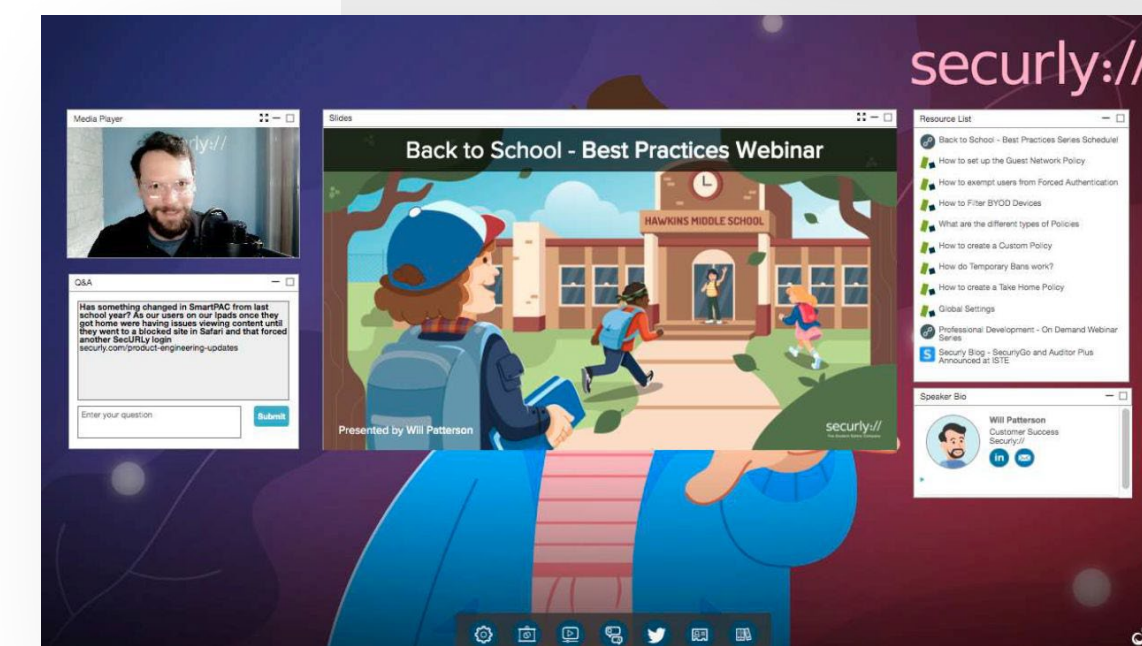 securly://
Media Player
Slides
Back to School - Best Practices Webinar
HAWKINS MIDDLE SCHOOL
Presented by Will Patterson
securly://
The Student Safety Company
Q&A
Has something changed in SmartPAC from last
school year? As our users on our Ipads once they
got home were having issues viewing content until
they went to a blocked site in Safari and that forced
another SecURLy login
securly.com/product-engineering-updates
Enter your question
Submit
Resource List
Back to School - Best Practices Series Schedule!
How to set up the Guest Network Policy
How to exempt users from Forced Authentication
How to Filter BYOD Devices
What are the different types of Policies
How to create a Custom Policy
How do Temporary Bans work?
How to create a Take Home Policy
Global Settings
Professional Development - On Demand Webinar
Series
Securly Blog - SecurlyGo and Auditor Plus
Announced at ISTE
Speaker Bio
Will Patterson
Customer Success
Securly://
in